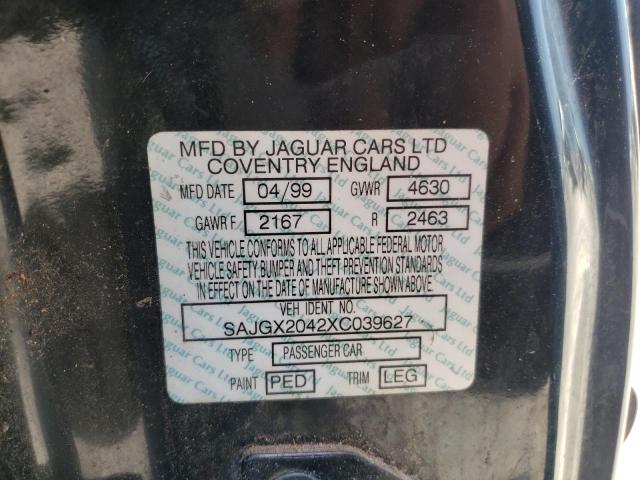 MFD BY JAGUAR CARS LTD
COVENTRY ENGLAND
MFD DATE 04/99 GVWR 4630
GAWR F 2167 R 2463
THIS VEHICLE CONFORMS TO ALL APPLICABLE FEDERAL MOTOR
VEHICLE SAFETY BUMPER AND THEFT PREVENTION STANDARDS
IN EFFECT ON THE DATE OF MANUFACTURE SHOWN ABOVE
VEH IDENT NO.
SAJGX2042XC039627
TYPE PASSENGER CAR
PAINT PED TRIM LEG